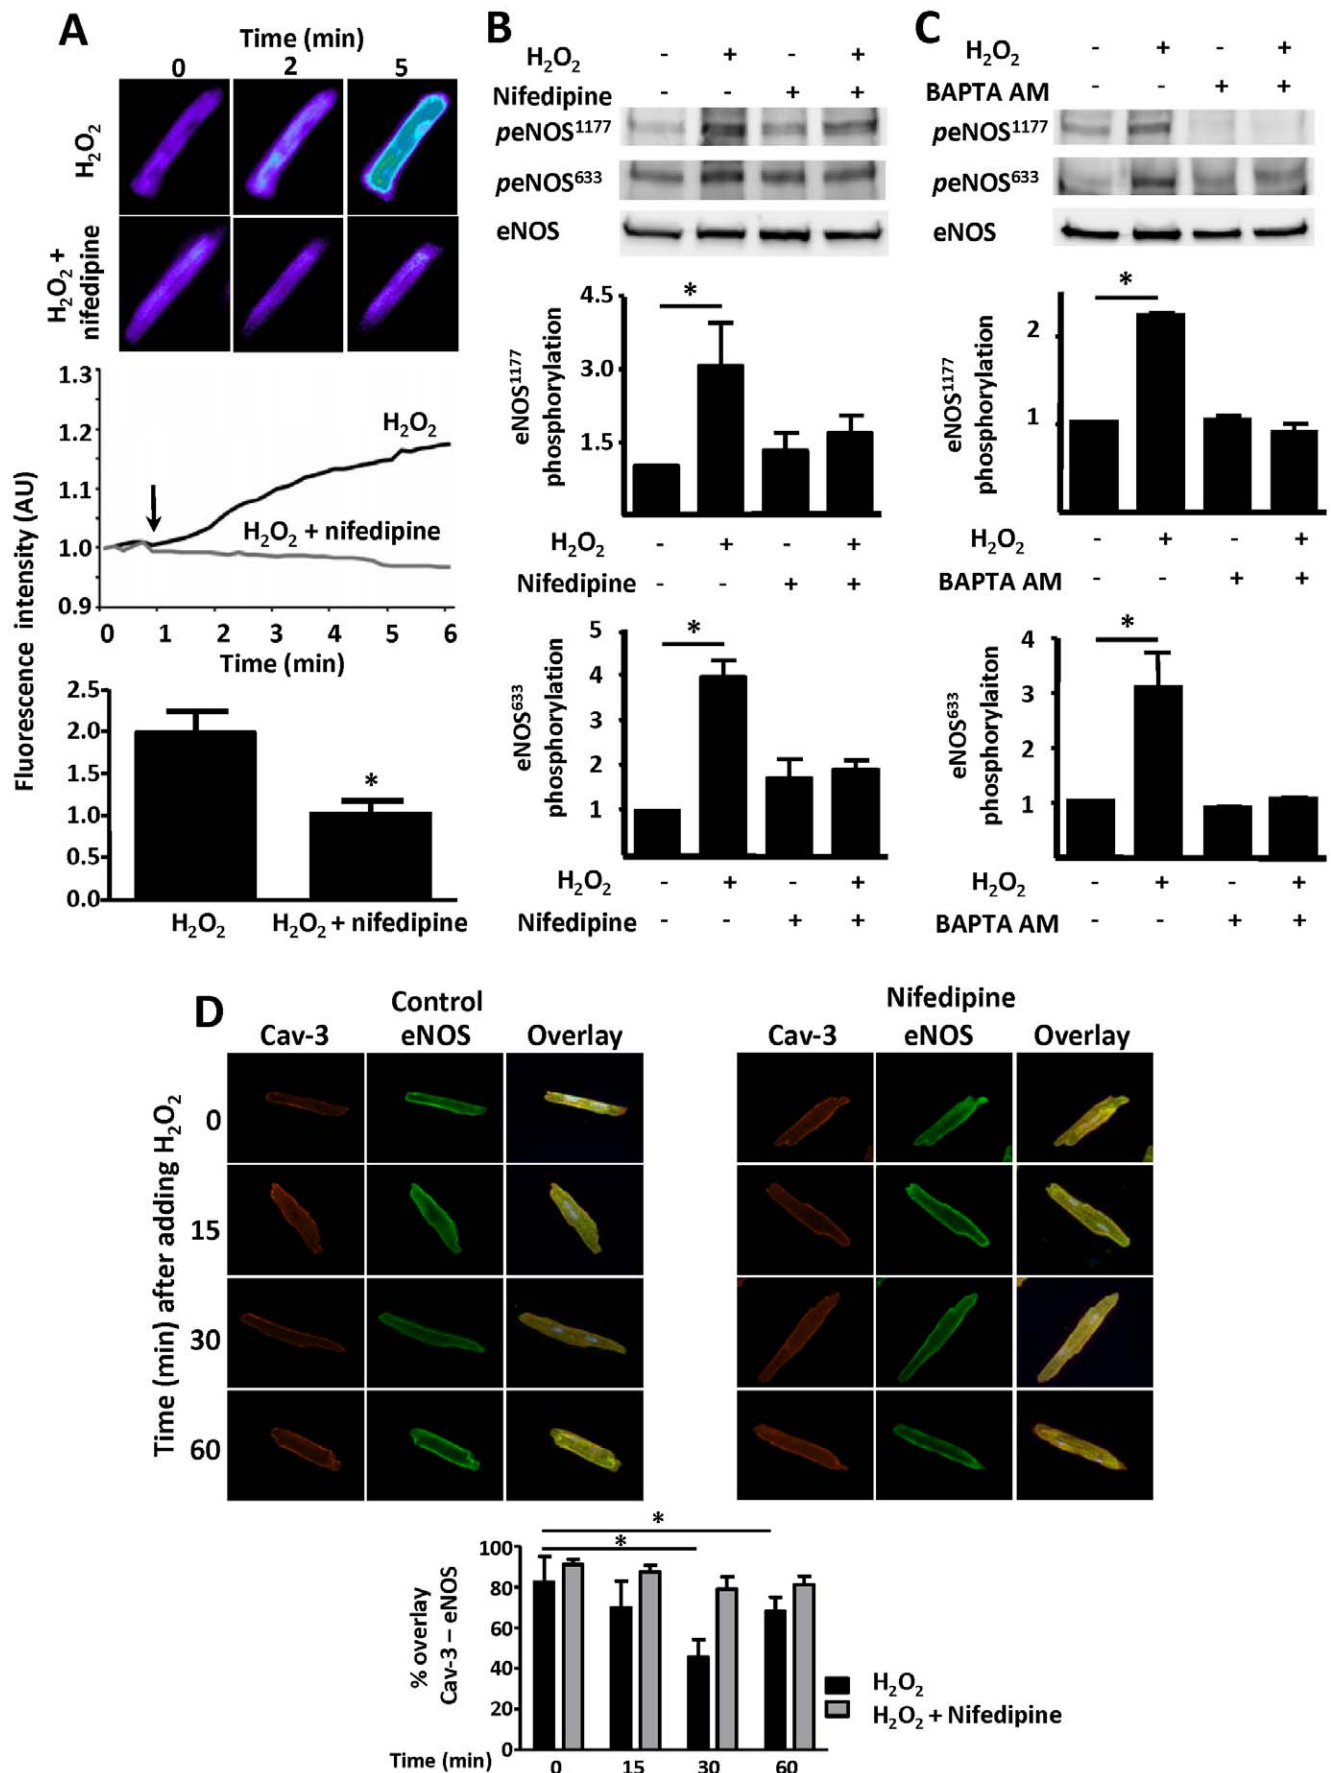 A
Time (min)
0 2 5
H₂O₂
H₂O₂ +
nifedipine
Fluorescence intensity (AU)
1.3
1.2
1.1
1.0
0.9
H₂O₂
H₂O₂ + nifedipine
0 1 2 3 4 5 6
Time (min)
2.5
2.0
1.5
1.0
0.5
0.0
*
H₂O₂ H₂O₂ + nifedipine
B
H₂O₂ - + - +
Nifedipine - - + +
peNOS¹¹⁷⁷
peNOS⁶³³
eNOS
eNOS¹¹⁷⁷
phosphorylation
4.5
3.0
1.5
*
H₂O₂ - + - +
Nifedipine - - + +
eNOS⁶³³
phosphorylation
5
4
3
2
1
*
H₂O₂ - + - +
Nifedipine - - + +
C
H₂O₂ - + - +
BAPTA AM - - + +
peNOS¹¹⁷⁷
peNOS⁶³³
eNOS
eNOS¹¹⁷⁷
phosphorylation
2
1
*
H₂O₂ - + - +
BAPTA AM - - + +
eNOS⁶³³
phosphorylaiton
4
3
2
1
*
H₂O₂ - + - +
BAPTA AM - - + +
D
Control
Cav-3 eNOS Overlay
Nifedipine
Cav-3 eNOS Overlay
Time (min) after adding H₂O₂
0
15
30
60
% overlay
Cav-3 – eNOS
100
80
60
40
20
0
*
*
Time (min) 0 15 30 60
H₂O₂
H₂O₂ + Nifedipine